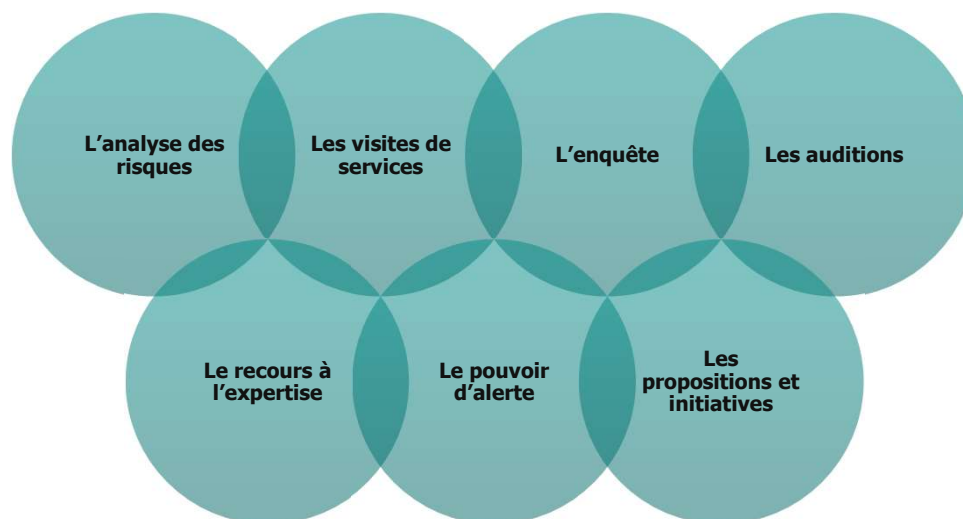 L’analyse des
risques
Les visites de
services
L’enquête
Les auditions
Le recours à
l’expertise
Le pouvoir
d’alerte
Les
propositions et
initiatives